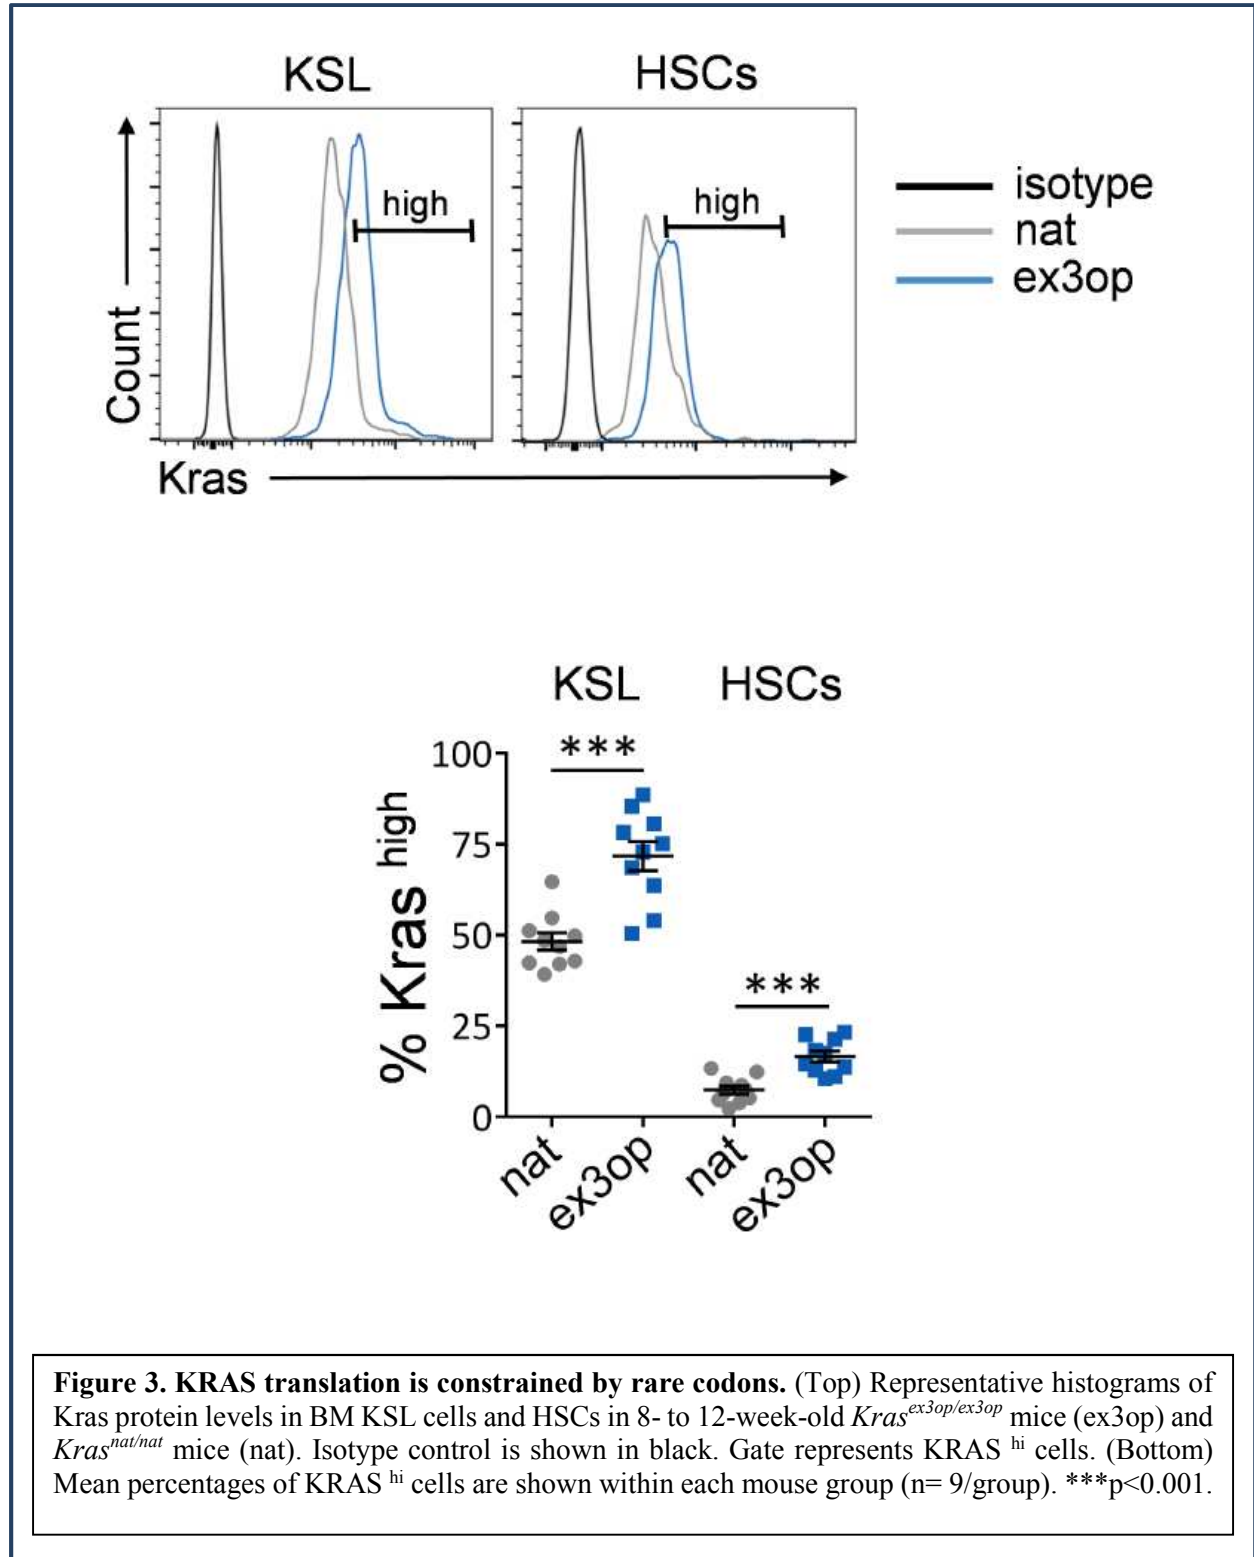 KSL
HSCs
high
high
isotype
nat
ex3op
Count
Kras
KSL
HSCs
***
***
% Kras high
100
75
50
25
0
nat
ex3op
nat
ex3op
Figure 3. KRAS translation is constrained by rare codons. (Top) Representative histograms of
Kras protein levels in BM KSL cells and HSCs in 8- to 12-week-old Kras ex3op/ex3op mice (ex3op) and
Kras nat/nat mice (nat). Isotype control is shown in black. Gate represents KRAS hi cells. (Bottom)
Mean percentages of KRAS hi cells are shown within each mouse group (n= 9/group). ***p<0.001.